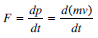 F = dp/dt = d(mv)/dt